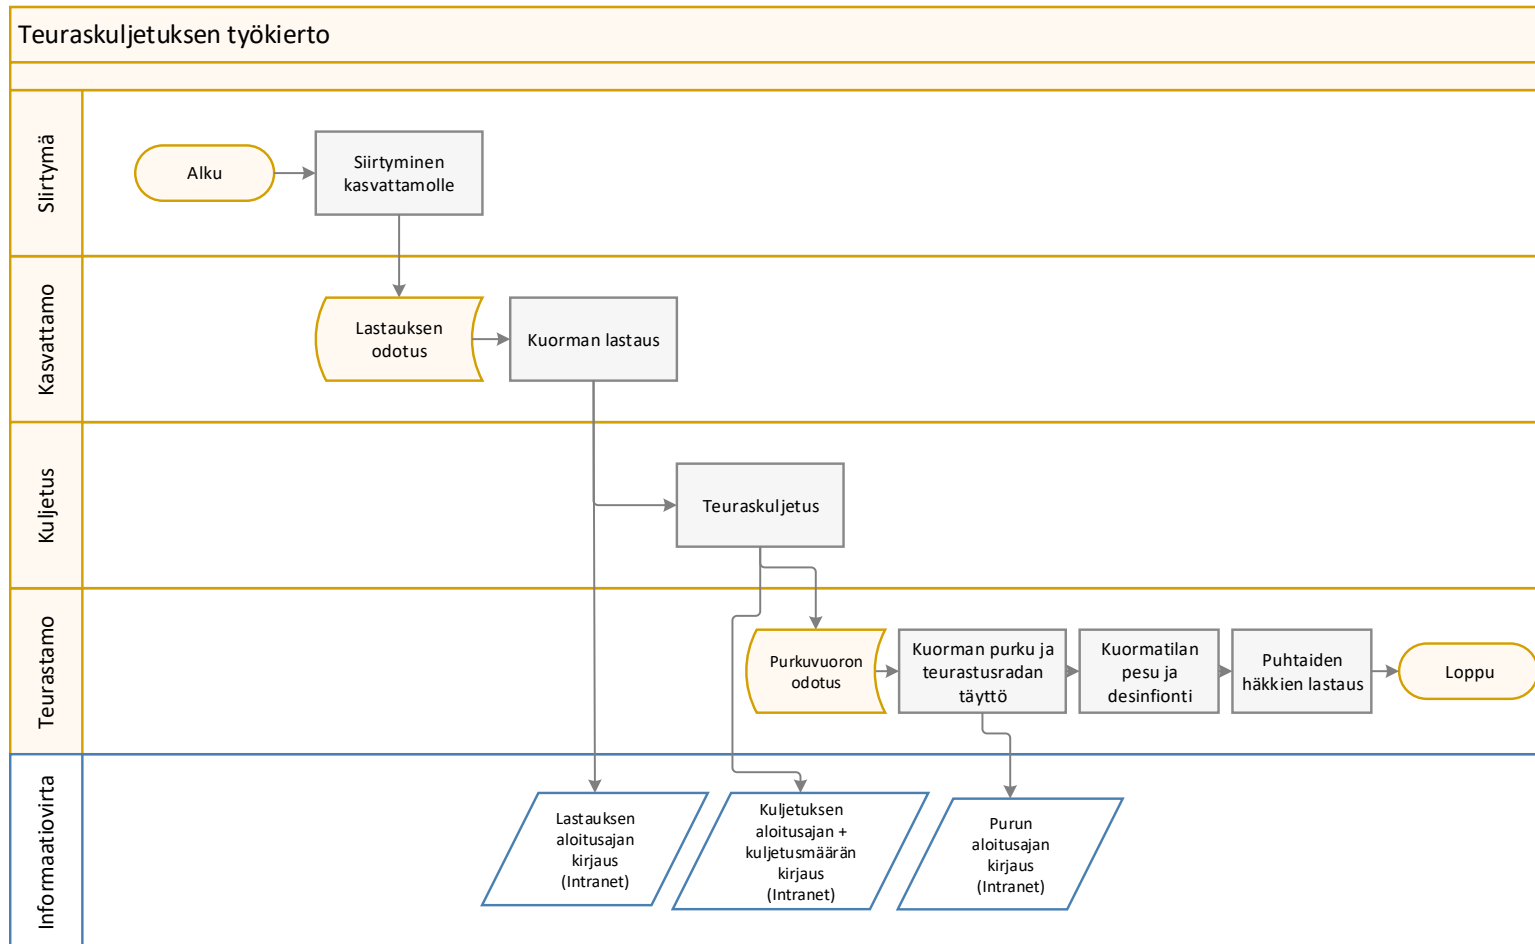 Teuraskuljetuksen työkierto
SIirtymä
Alku
Siirtyminen
kasvattamolle
Kasvattamo
Lastauksen
odotus
Kuorman lastaus
Kuljetus
Teuraskuljetus
Teurastamo
Purkuvuoron
odotus
Kuorman purku ja
teurastusradan
täyttö
Kuormatilan
pesu ja
desinfionti
Puhtaiden
häkkien lastaus
Loppu
Informaatiovirta
Lastauksen
aloitusajan
kirjaus
(Intranet)
Kuljetuksen
aloitusajan +
kuljetusmäärän
kirjaus
(Intranet)
Purun
aloitusajan
kirjaus
(Intranet)